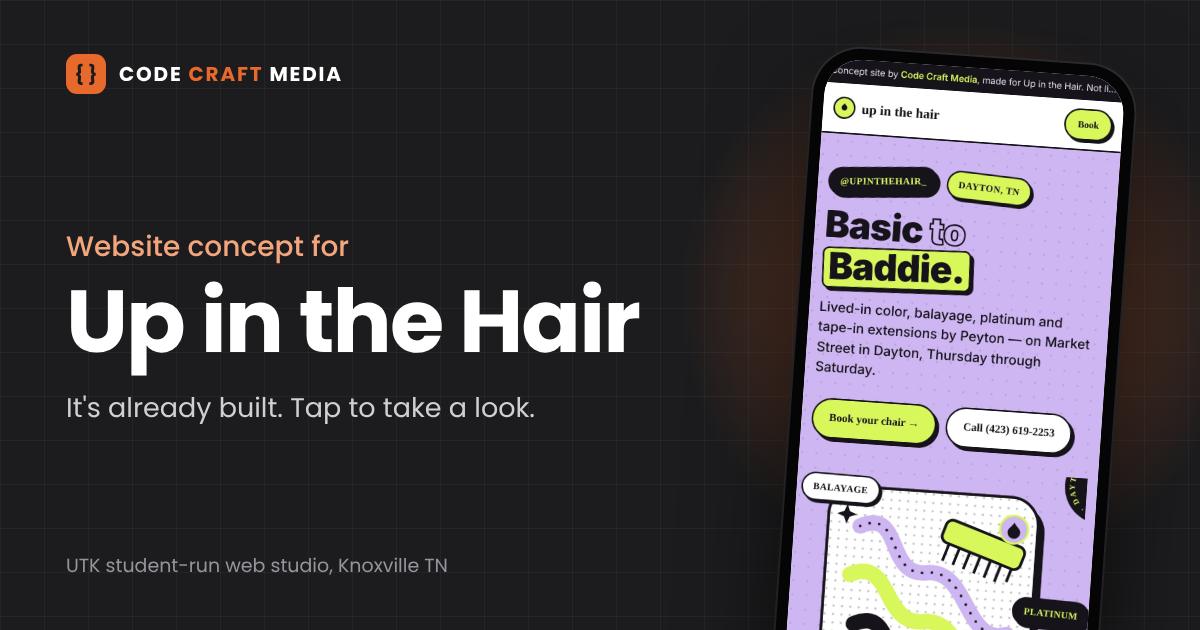 { }
CODE CRAFT MEDIA
Website concept for
Up in the Hair
It's already built. Tap to take a look.
UTK student-run web studio, Knoxville TN
concept site by Code Craft Media, made for Up in the Hair. Not li...
up in the hair
Book
@UPINTHEHAIR_
DAYTON, TN
Basic to
Baddie.
Lived-in color, balayage, platinum and
tape-in extensions by Peyton — on Market
Street in Dayton, Thursday through
Saturday.
Book your chair →
Call (423) 619-2253
BALAYAGE
DAYT
PLATINUM